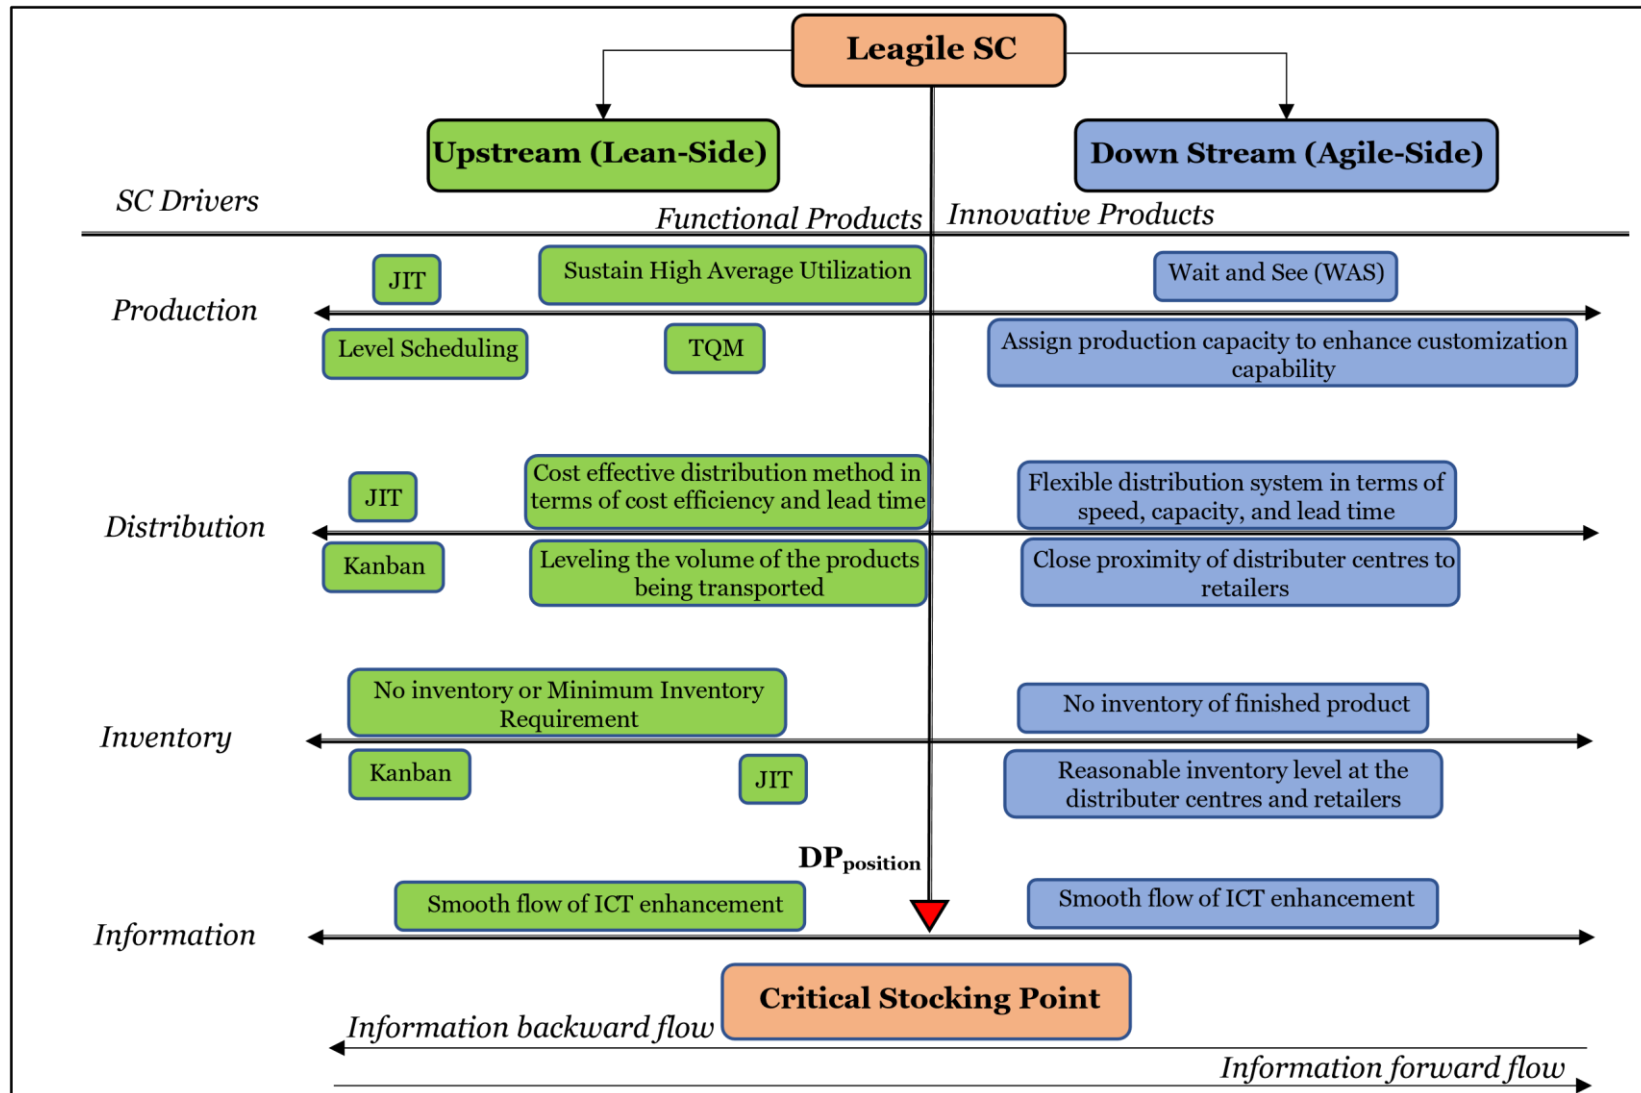 Leagile SC
Upstream (Lean-Side)
Down Stream (Agile-Side)
SC Drivers
Functional Products
Innovative Products
JIT
Sustain High Average Utilization
Wait and See (WAS)
Production
Level Scheduling
TQM
Assign production capacity to enhance customization
capability
JIT
Cost effective distribution method in
terms of cost efficiency and lead time
Flexible distribution system in terms of
speed, capacity, and lead time
Distribution
Kanban
Leveling the volume of the products
being transported
Close proximity of distributer centres to
retailers
No inventory or Minimum Inventory
Requirement
No inventory of finished product
Inventory
Kanban
JIT
Reasonable inventory level at the
distributer centres and retailers
DPposition
Smooth flow of ICT enhancement
Smooth flow of ICT enhancement
Information
Critical Stocking Point
Information backward flow
Information forward flow